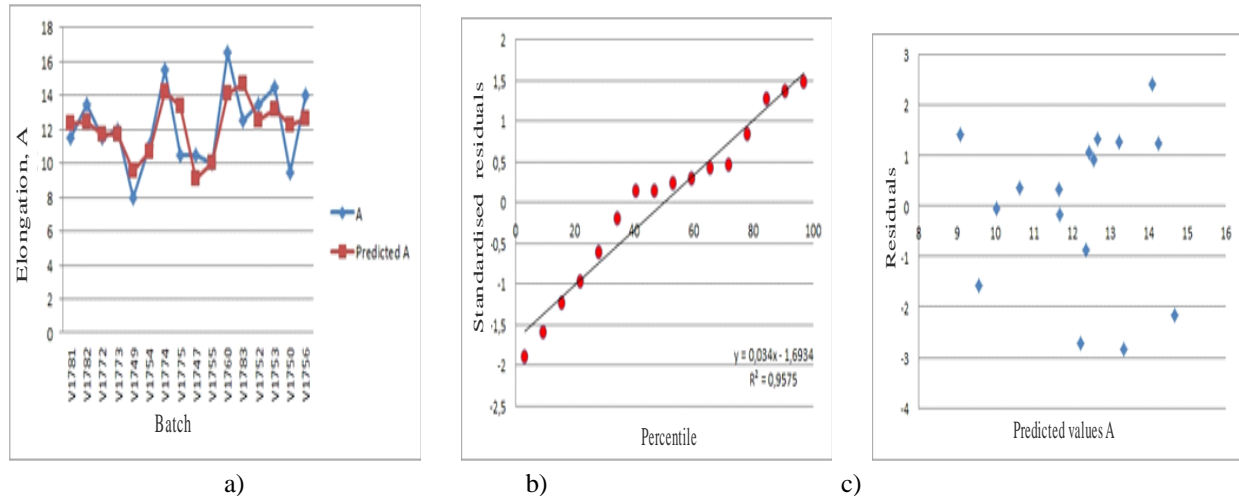 Elongation, A
18
16
14
12
10
8
6
4
2
0
v1781
v1782
v1772
v1773
v1749
v1754
v1774
v1775
v1747
v1755
v1760
v1783
v1752
v1753
v1750
v1756
Batch
A
Predicted A
a)
Standardised residuals
2
1,5
1
0,5
0
-0,5
-1
-1,5
-2
-2,5
0 20 40 60 80 100
y = 0,034x - 1,6934
R² = 0,9575
Percentile
b)
Residuals
3
2
1
0
-1
-2
-3
-4
8 9 10 11 12 13 14 15 16
Predicted values A
c)